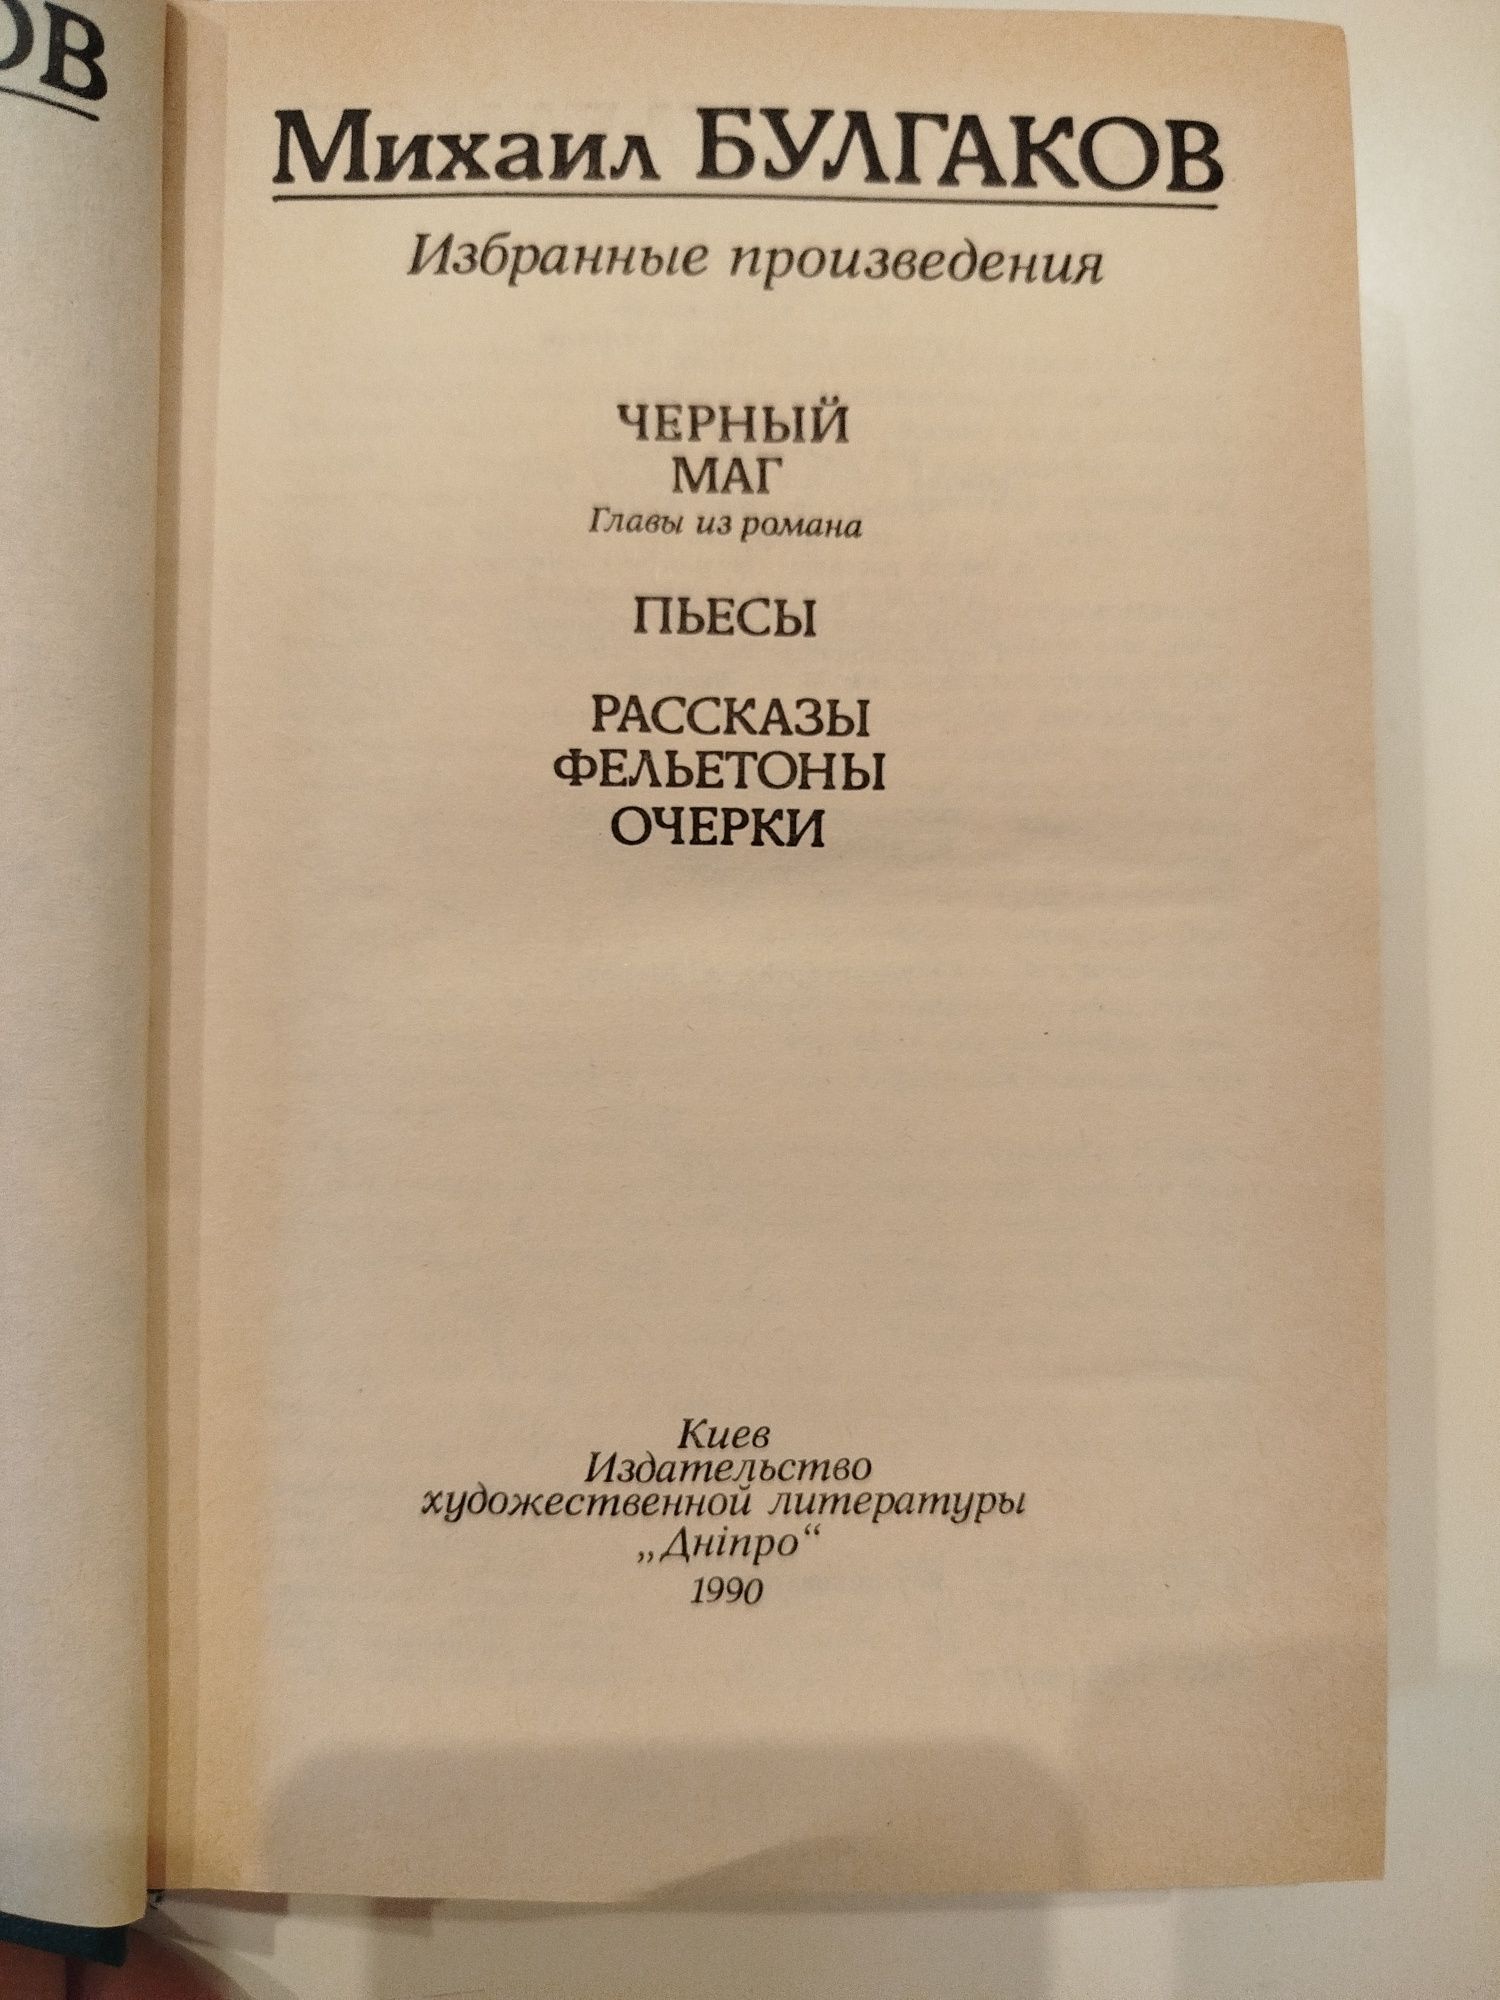 ОВ
Михаил БУЛГАКОВ
Избранные произведения
ЧЕРНЫЙ
МАГ
Главы из романа
ПЬЕСЫ
РАССКАЗЫ
ФЕЛЬЕТОНЫ
ОЧЕРКИ
Киев
Издательство
художественной литературы
„Дніпро“
1990